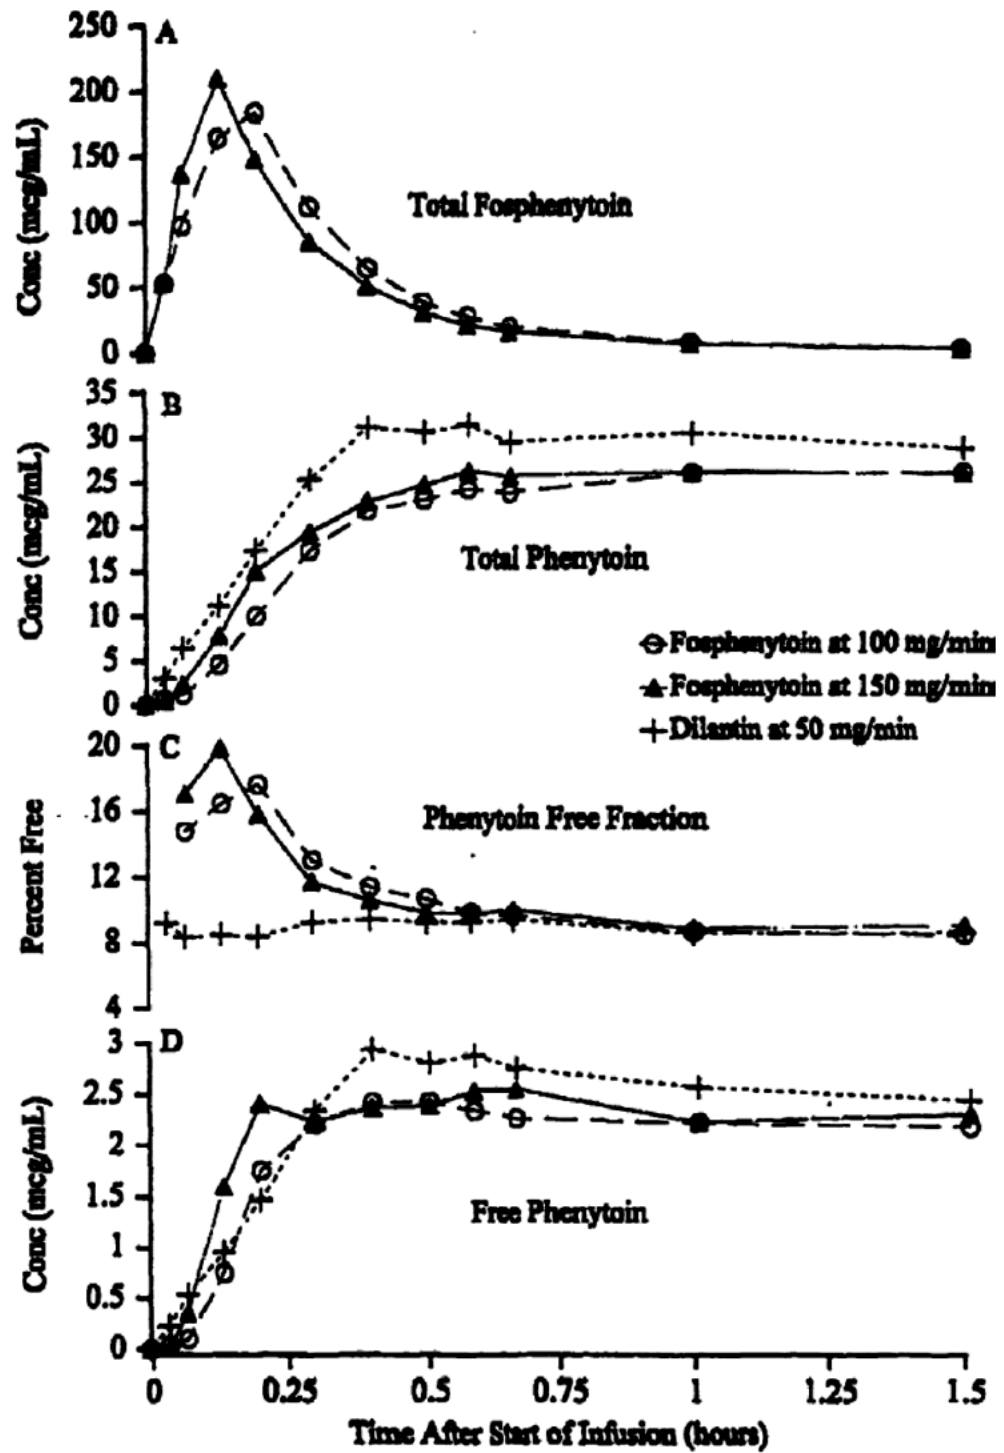 250
A
200
150
100
50
0
Conc (mcg/mL)
Total Fosphenytoin
35
B
30
25
20
15
10
5
0
Conc (mcg/mL)
Total Phenytoin
Fosphenytoin at 100 mg/min
Fosphenytoin at 150 mg/min
Dilantin at 50 mg/min
20
C
16
12
8
4
Percent Free
Phenytoin Free Fraction
3
D
2.5
2
1.5
1
0.5
0
Conc (mcg/mL)
Free Phenytoin
0 0.25 0.5 0.75 1 1.25 1.5
Time After Start of Infusion (hours)